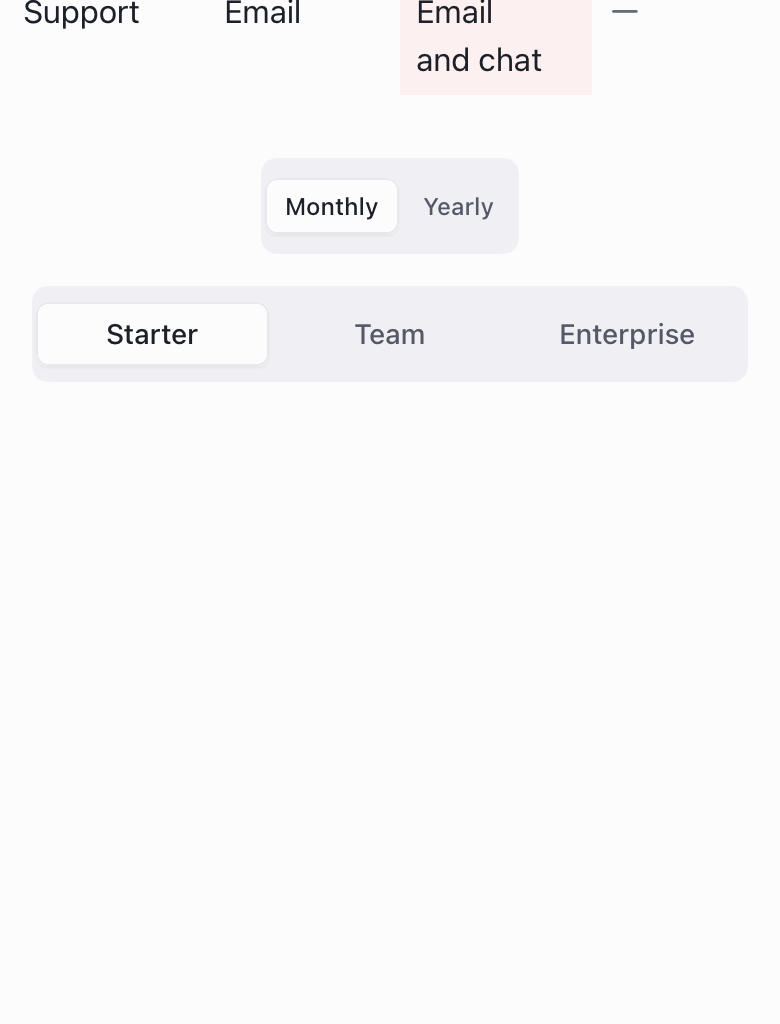 Support Email Email —
and chat
Monthly Yearly
Starter Team Enterprise